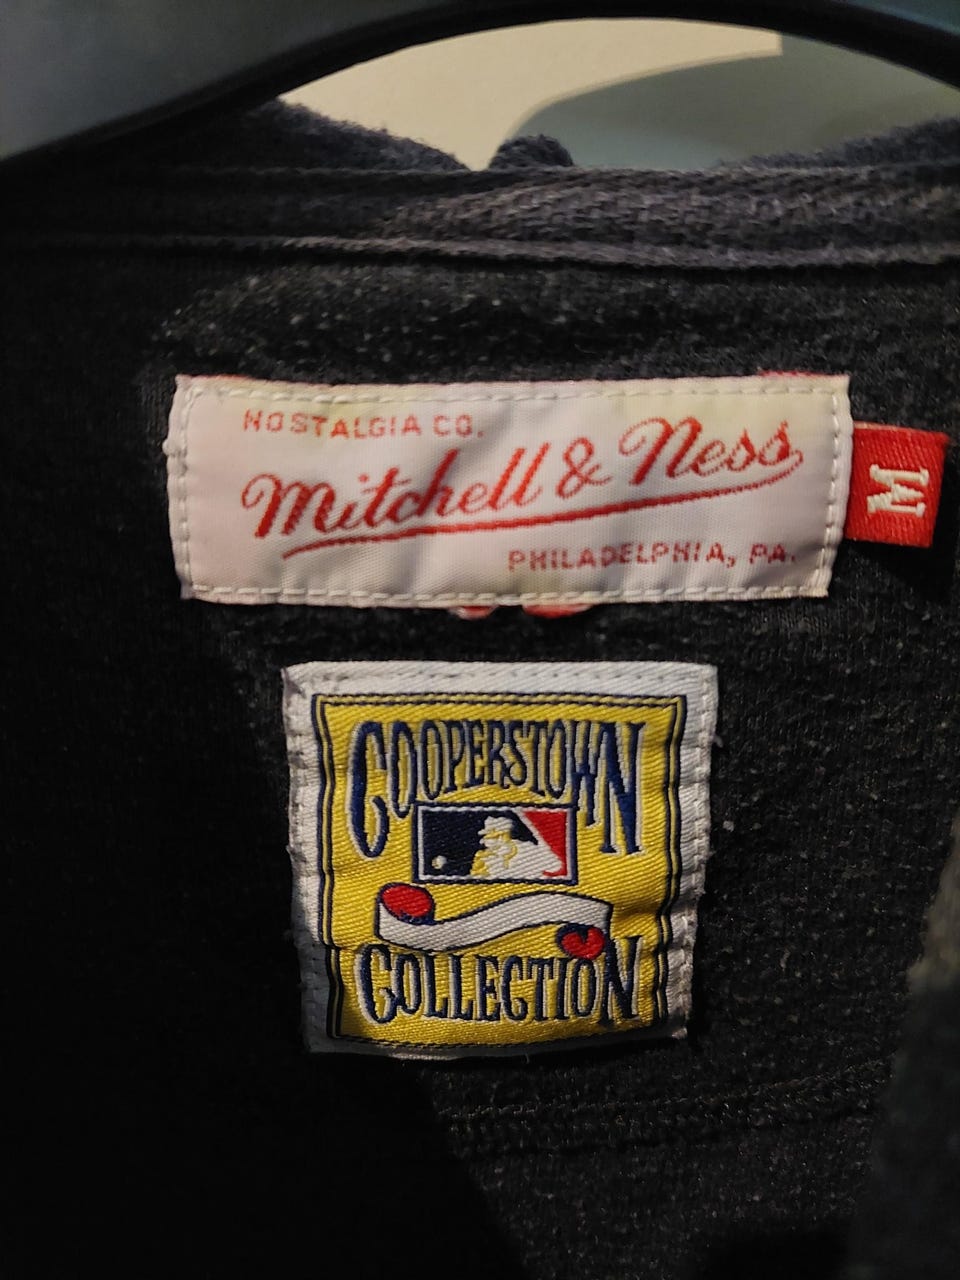 NOSTALGIA CO.
Mitchell & Ness
PHILADELPHIA, PA.
M
COOPERSTOWN
COLLECTION